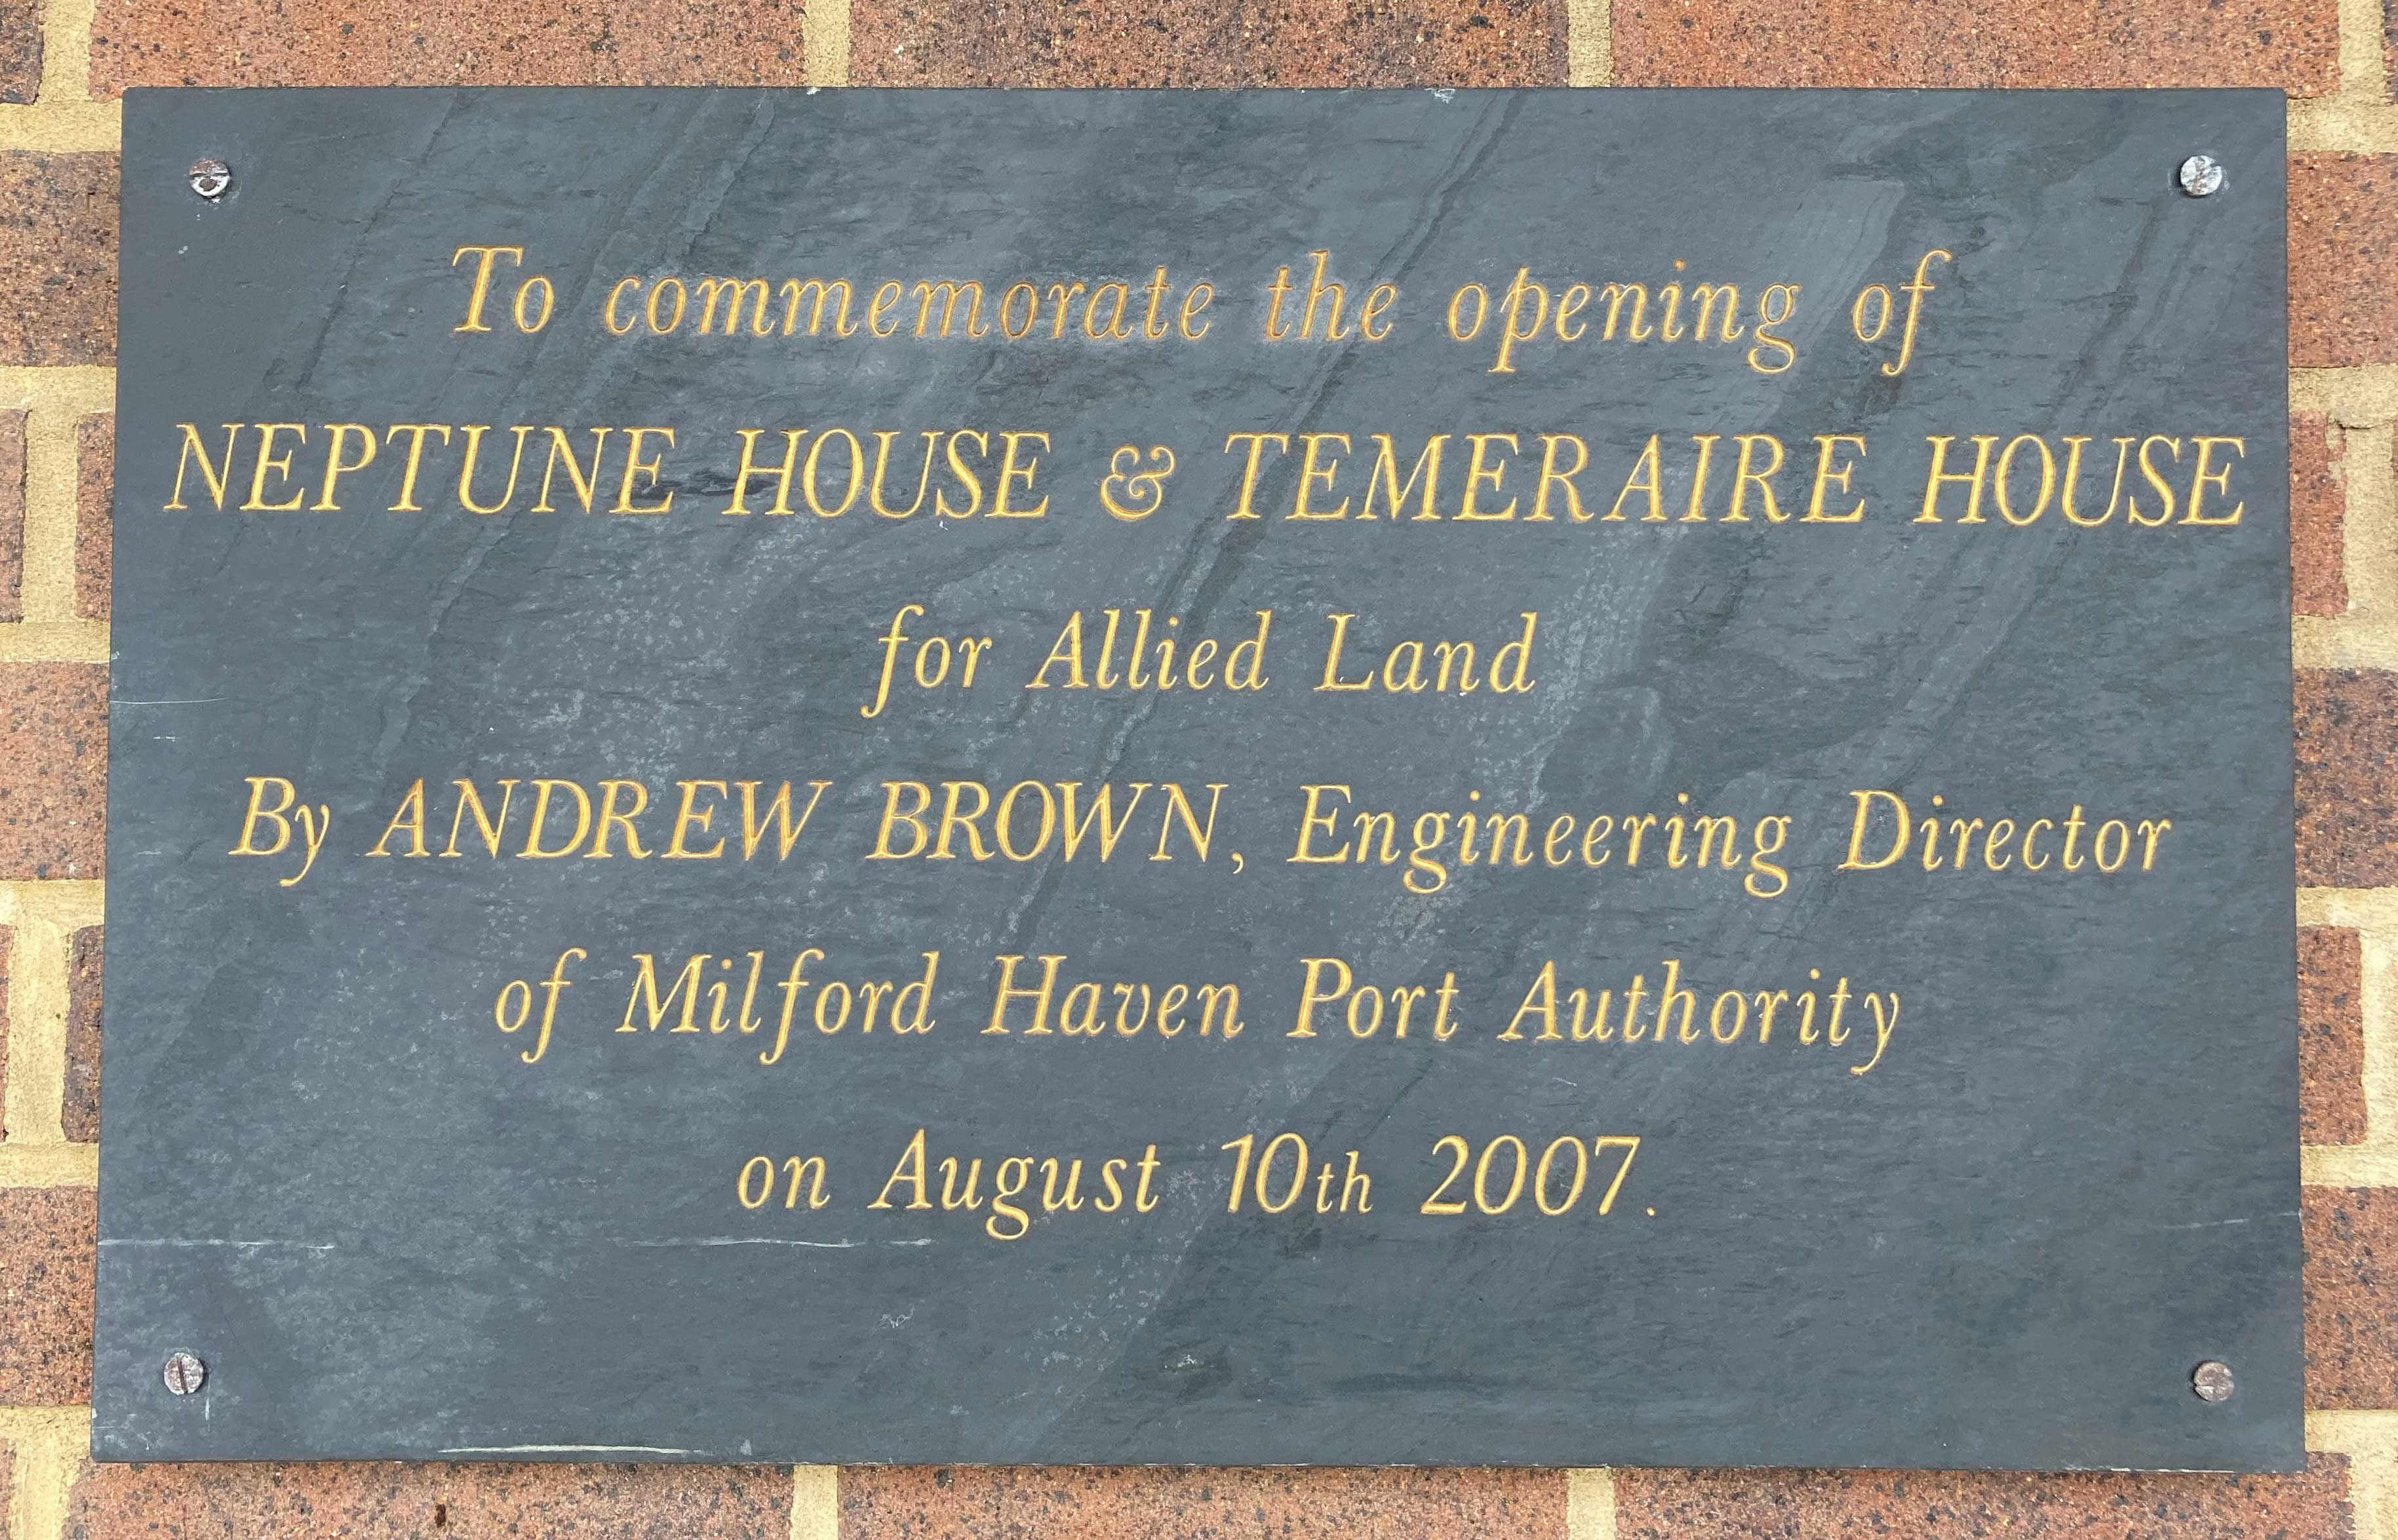 To commemorate the opening of
NEPTUNE HOUSE & TEMERAIRE HOUSE
for Allied Land
By ANDREW BROWN, Engineering Director
of Milford Haven Port Authority
on August 10th 2007.